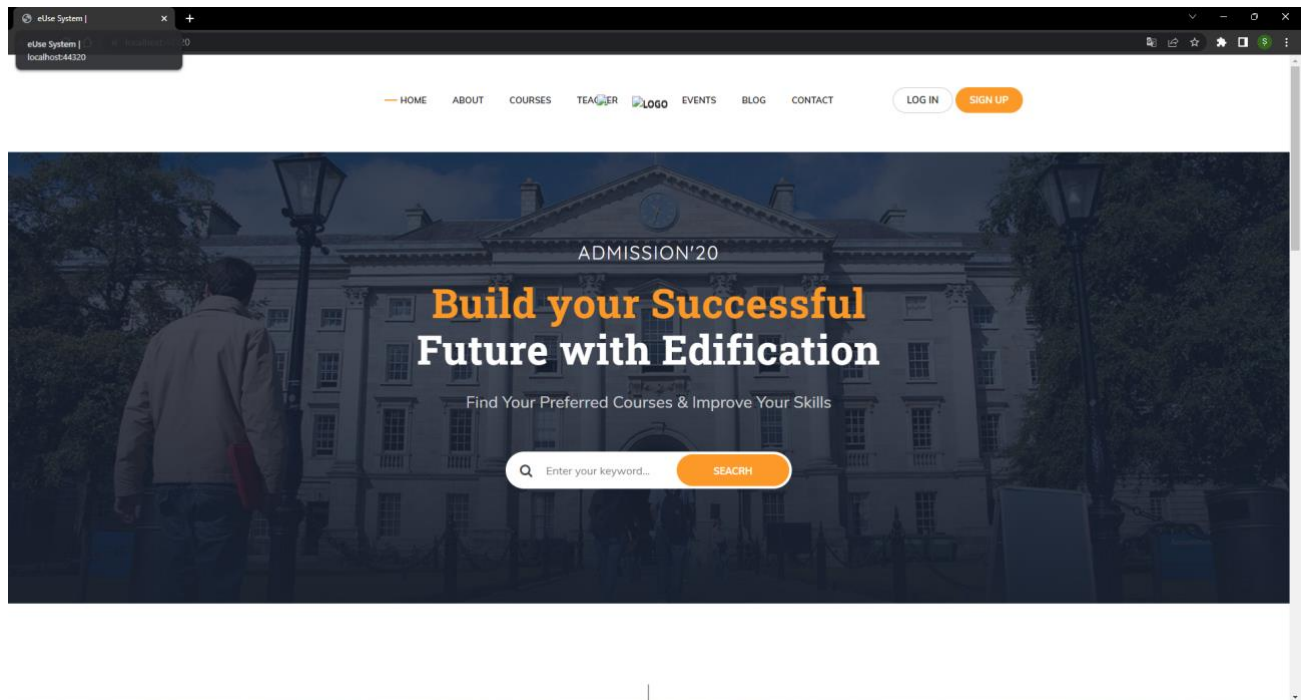 eUse System |
eUse System |
localhost:44320
HOME ABOUT COURSES TEACHER LOGO EVENTS BLOG CONTACT LOG IN SIGN UP
ADMISSION'20
Build your Successful
Future with Edification
Find Your Preferred Courses & Improve Your Skills
Enter your keyword... SEACRH